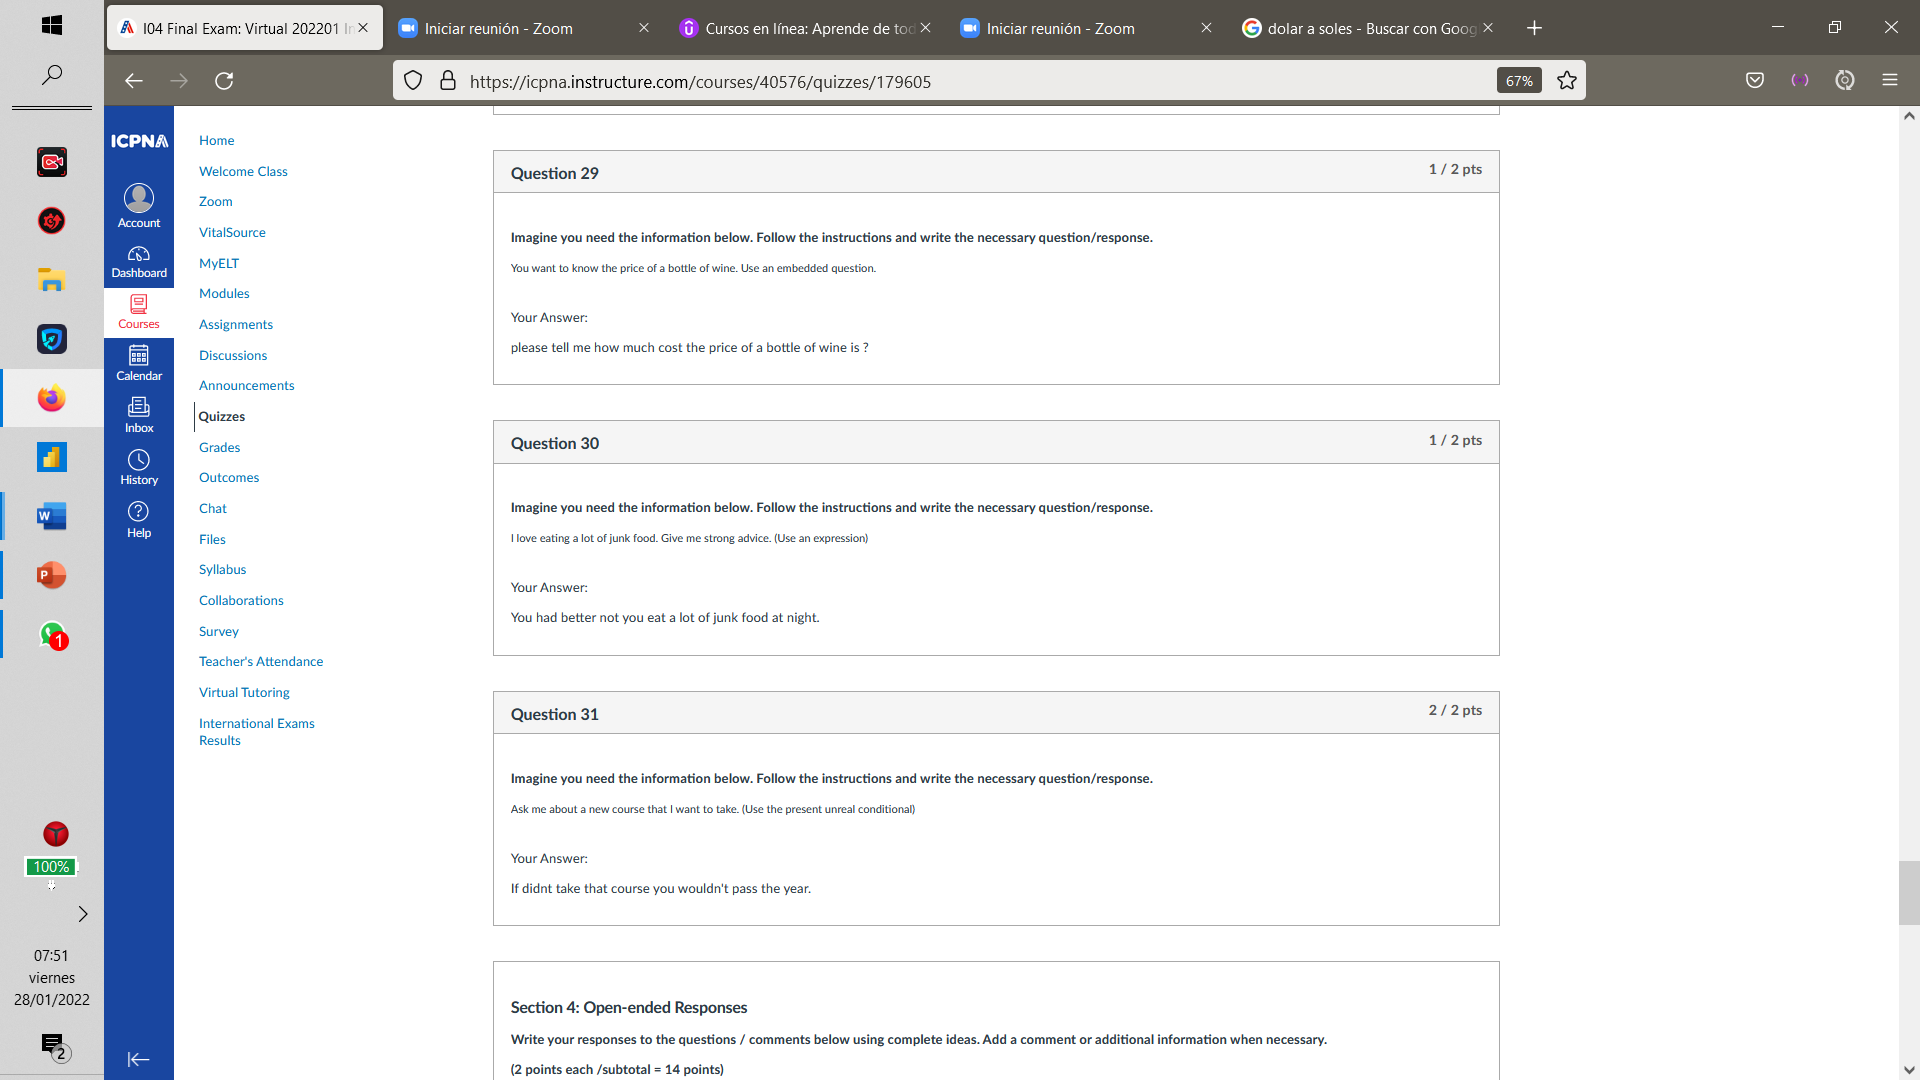 I04 Final Exam: Virtual 202201 I
Iniciar reunión - Zoom
Cursos en línea: Aprende de tod
Iniciar reunión - Zoom
dolar a soles - Buscar con Goog
https://icpna.instructure.com/courses/40576/quizzes/179605
67%
ICPNA
Account
Dashboard
Courses
Calendar
Inbox
History
Help
Home
Welcome Class
Zoom
VitalSource
MyELT
Modules
Assignments
Discussions
Announcements
Quizzes
Grades
Outcomes
Chat
Files
Syllabus
Collaborations
Survey
Teacher's Attendance
Virtual Tutoring
International Exams
Results
Question 29
1 / 2 pts
Imagine you need the information below. Follow the instructions and write the necessary question/response.
You want to know the price of a bottle of wine. Use an embedded question.
Your Answer:
please tell me how much cost the price of a bottle of wine is ?
Question 30
1 / 2 pts
Imagine you need the information below. Follow the instructions and write the necessary question/response.
I love eating a lot of junk food. Give me strong advice. (Use an expression)
Your Answer:
You had better not you eat a lot of junk food at night.
Question 31
2 / 2 pts
Imagine you need the information below. Follow the instructions and write the necessary question/response.
Ask me about a new course that I want to take. (Use the present unreal conditional)
Your Answer:
If didnt take that course you wouldn't pass the year.
Section 4: Open-ended Responses
Write your responses to the questions / comments below using complete ideas. Add a comment or additional information when necessary.
(2 points each /subtotal = 14 points)
W
P
1
100%
07:51
viernes
28/01/2022
2